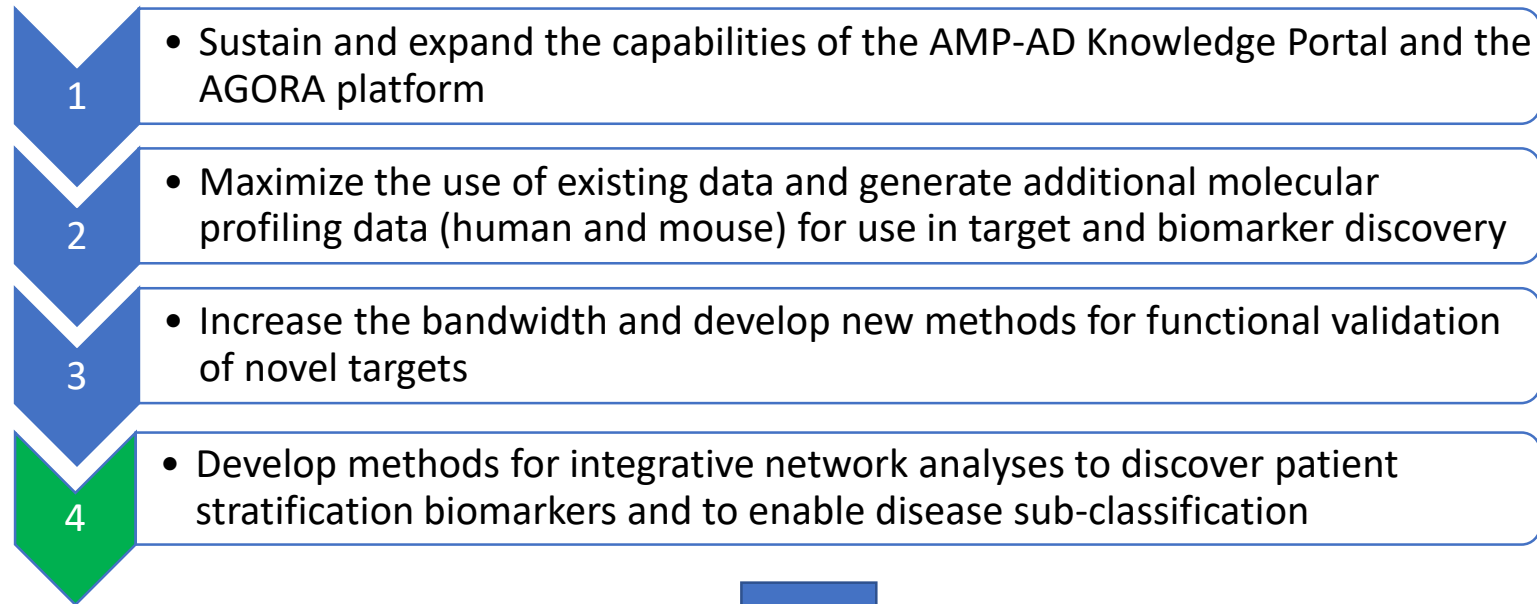 1
• Sustain and expand the capabilities of the AMP-AD Knowledge Portal and the
AGORA platform
2
• Maximize the use of existing data and generate additional molecular
profiling data (human and mouse) for use in target and biomarker discovery
3
• Increase the bandwidth and develop new methods for functional validation
of novel targets
4
• Develop methods for integrative network analyses to discover patient
stratification biomarkers and to enable disease sub-classification